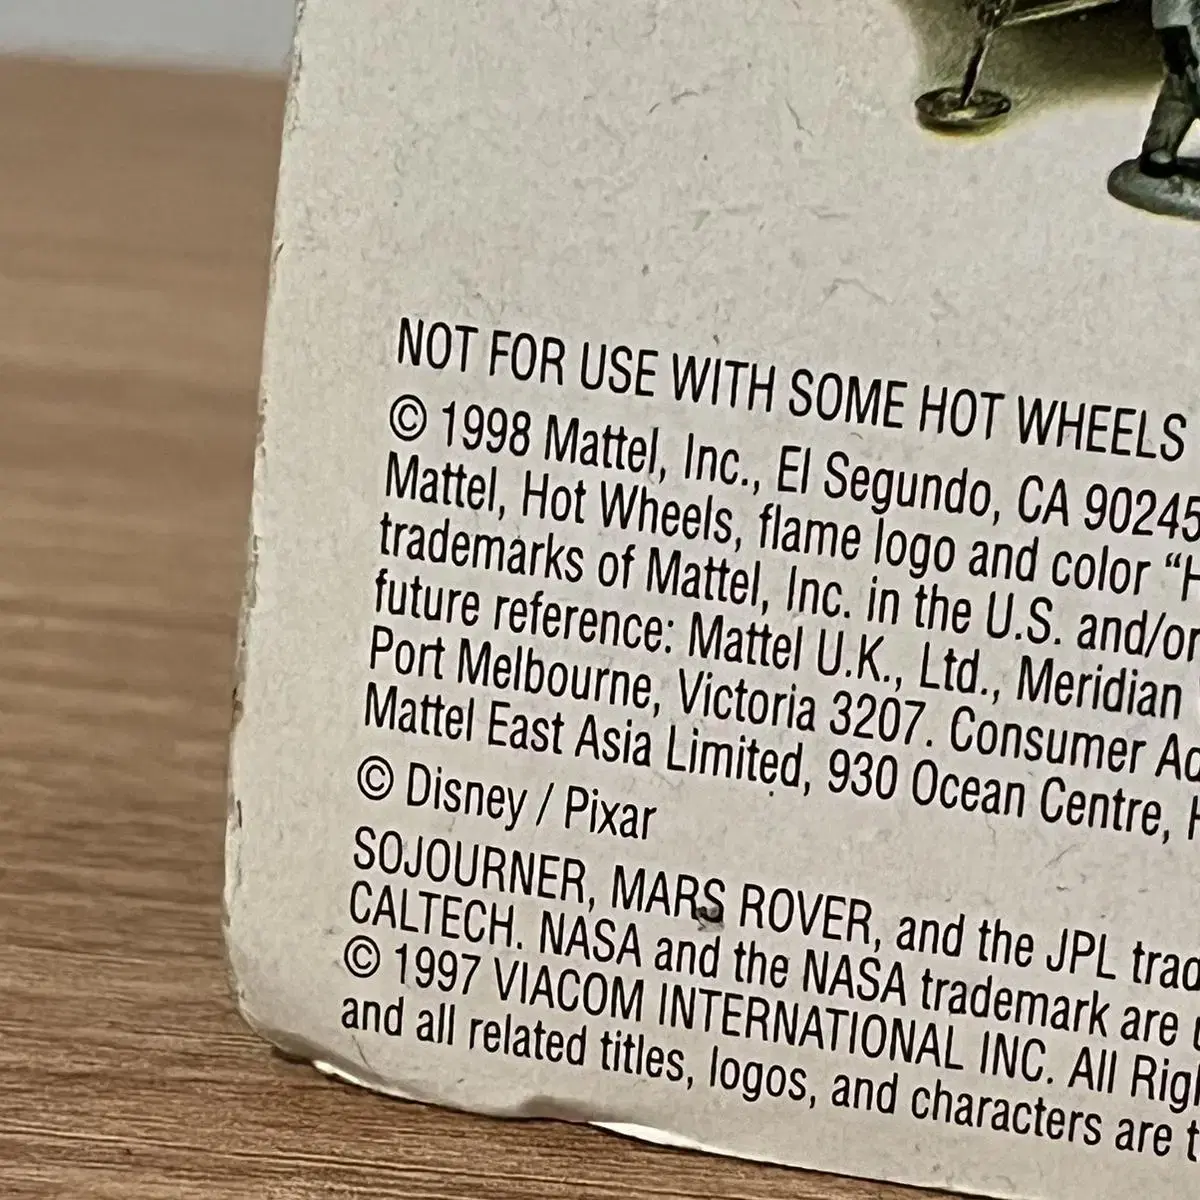 NOT FOR USE WITH SOME HOT WHEELS
© 1998 Mattel, Inc., El Segundo, CA 90245
Mattel, Hot Wheels, flame logo and color “H
trademarks of Mattel, Inc. in the U.S. and/or
future reference: Mattel U.K., Ltd., Meridian
Port Melbourne, Victoria 3207. Consumer Ad
Mattel East Asia Limited, 930 Ocean Centre, H
© Disney / Pixar
SOJOURNER, MARS ROVER, and the JPL trad
CALTECH. NASA and the NASA trademark are
© 1997 VIACOM INTERNATIONAL INC. All Righ
and all related titles, logos, and characters are t